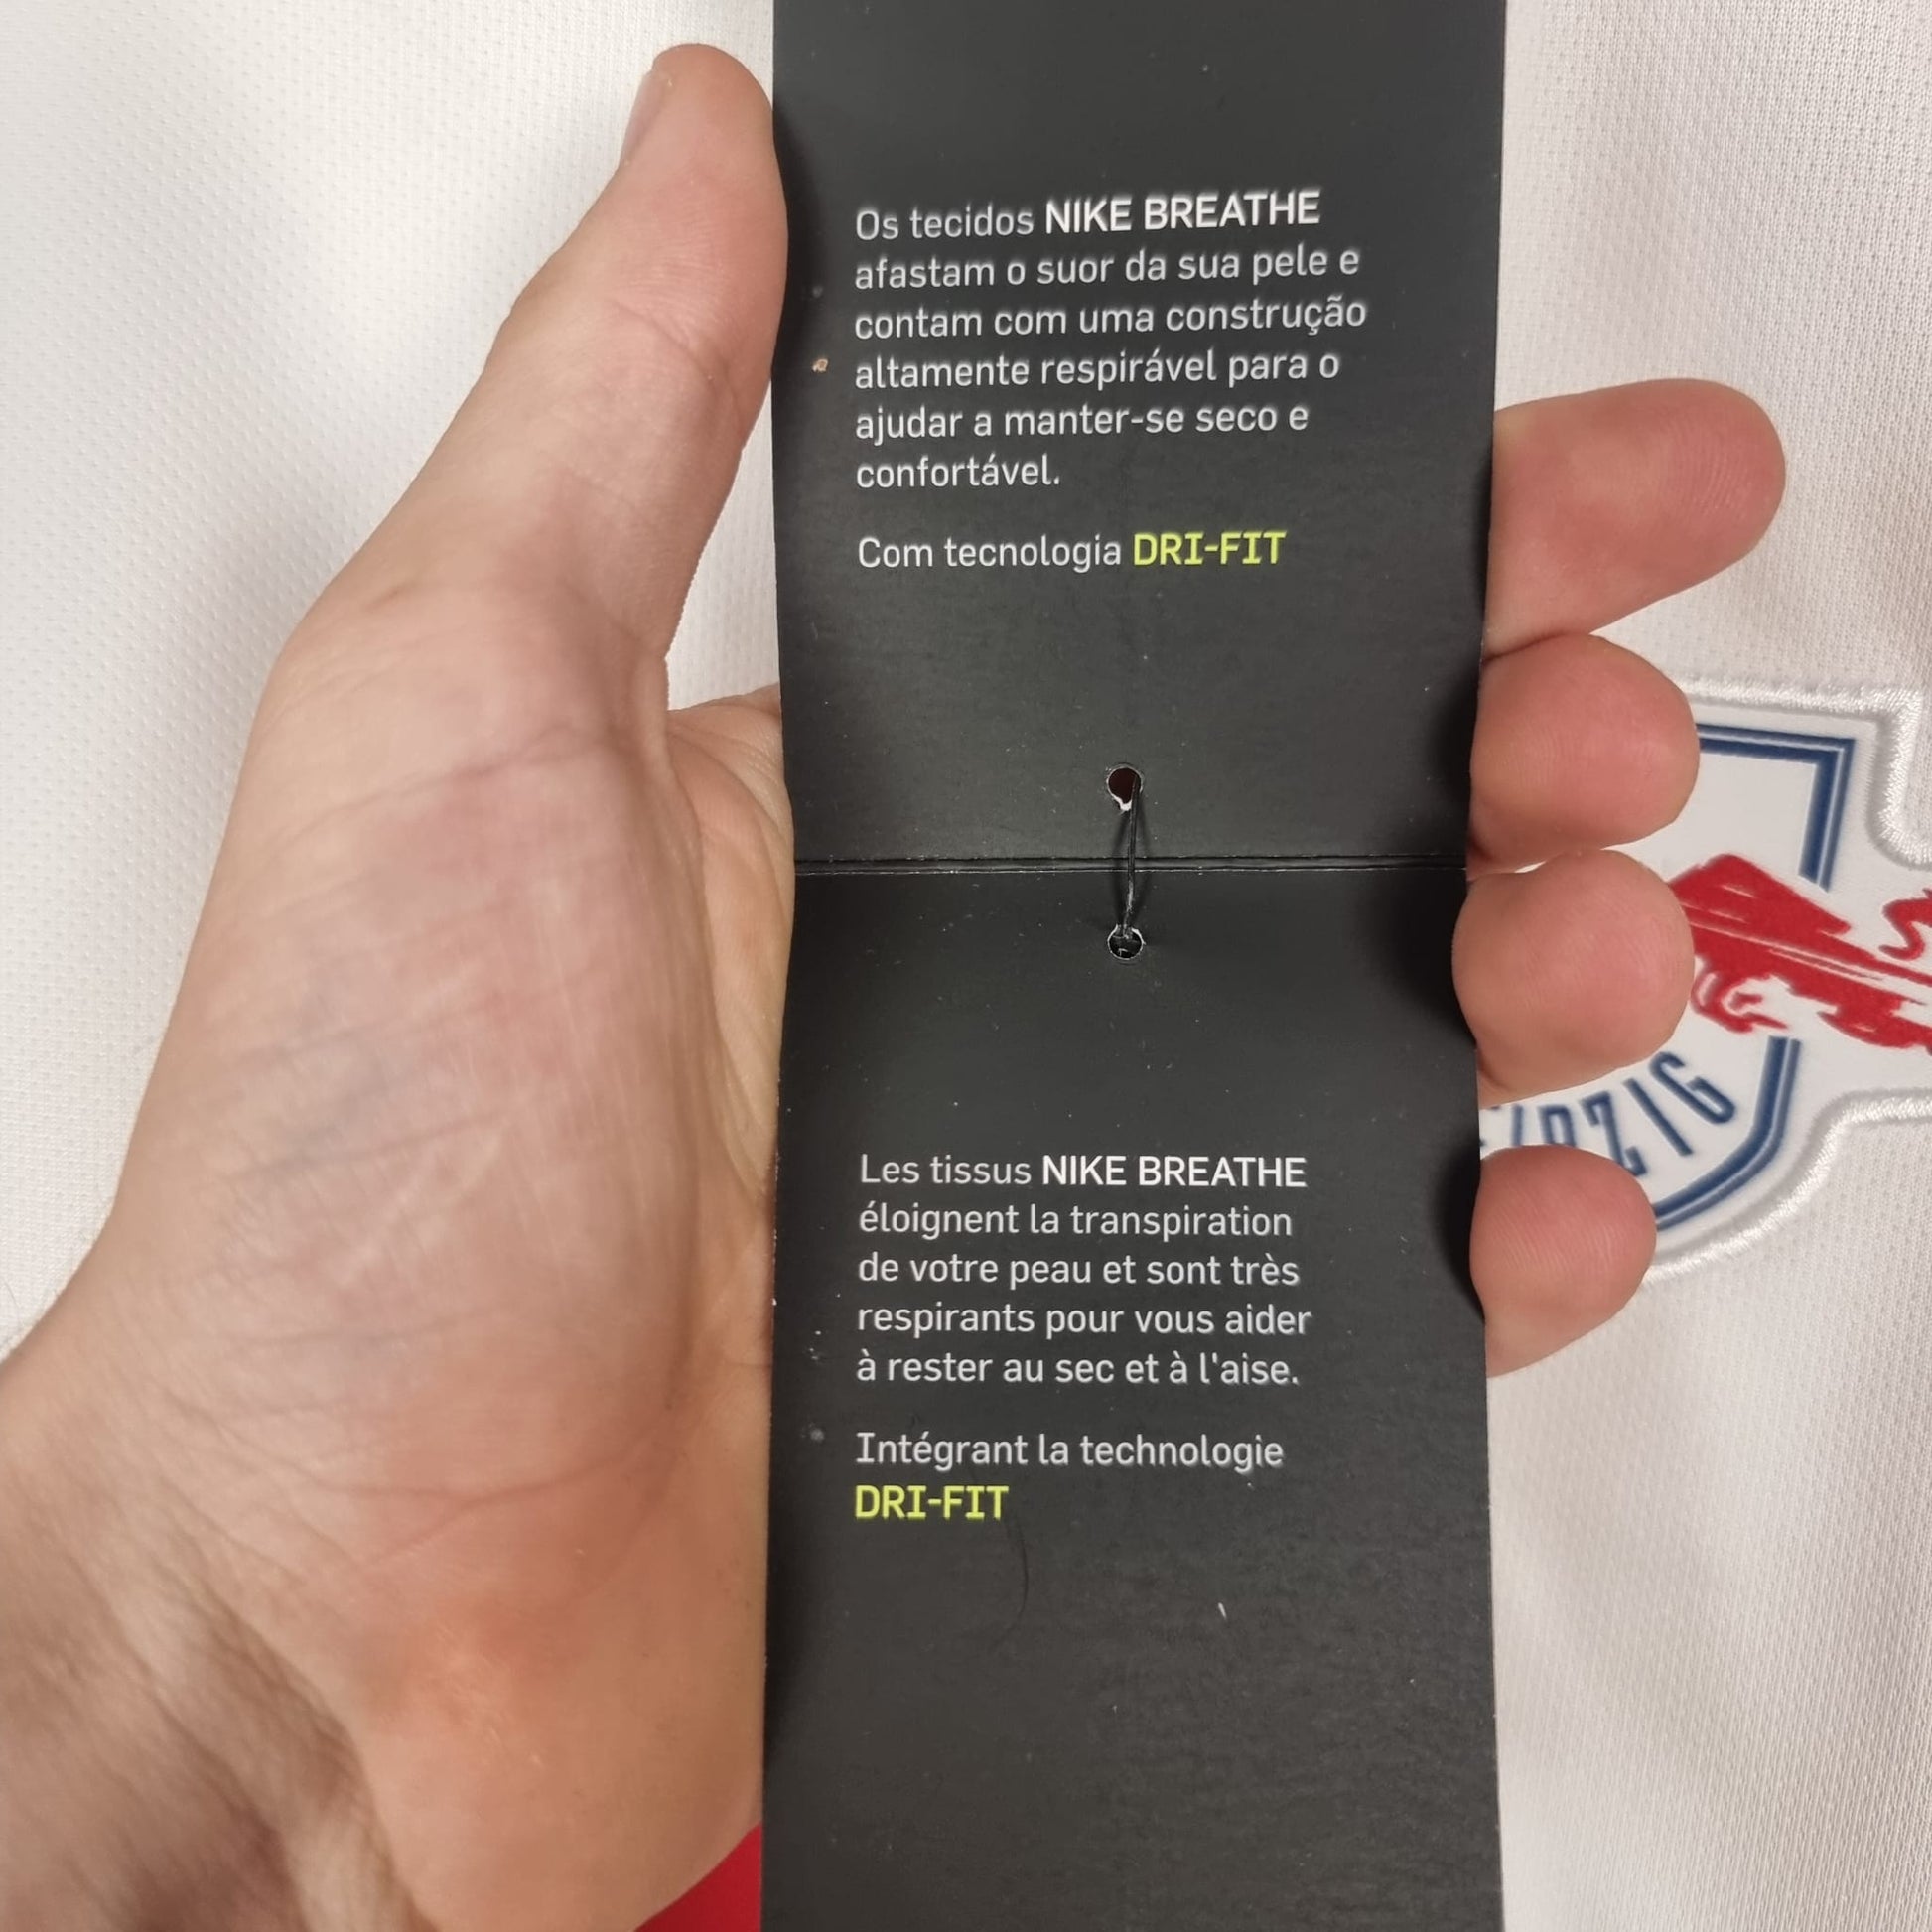 Os tecidos NIKE BREATHE
afastam o suor da sua pele e
contam com uma construção
altamente respirável para o
ajudar a manter-se seco e
confortável.
Com tecnologia DRI-FIT
Les tissus NIKE BREATHE
éloignent la transpiration
de votre peau et sont très
respirants pour vous aider
à rester au sec et à l'aise.
Intégrant la technologie
DRI-FIT
LEIPZIG